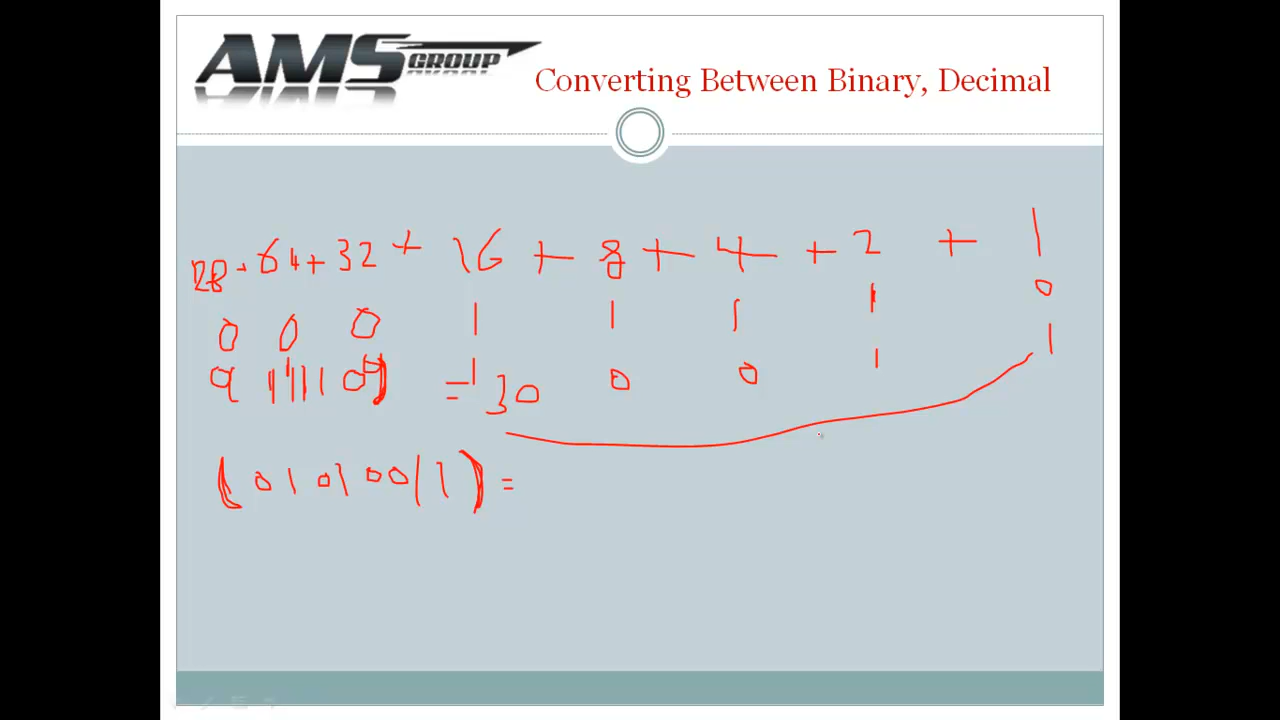 AMS GROUP
Converting Between Binary, Decimal
128 + 64 + 32 + 16 + 8 + 4 + 2 + 1
0 0 0 1 1 1 1 0
1 0 0 1 1
= 30
(01010011) =